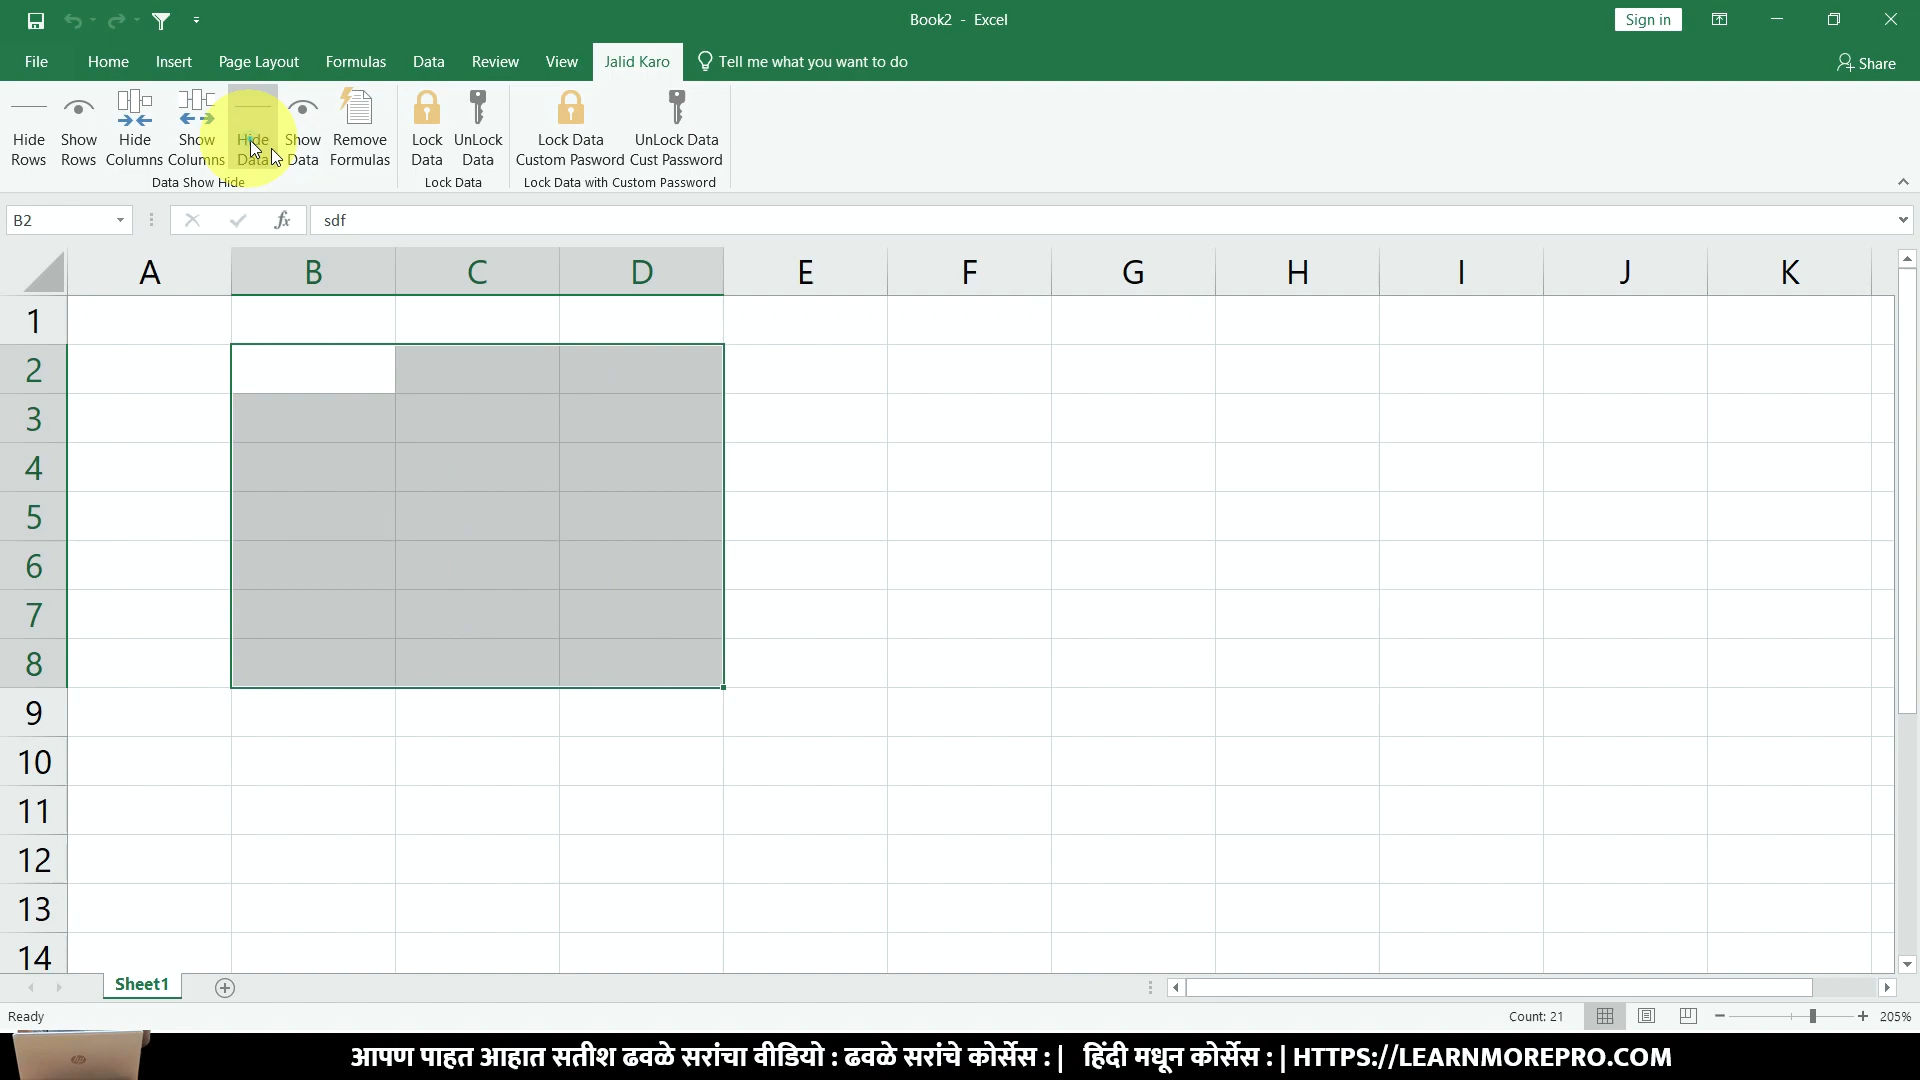 Book2 - Excel
Sign in
File Home Insert Page Layout Formulas Data Review View Jalid Karo Tell me what you want to do
Share
Hide Rows
Show Rows
Hide Columns
Show Columns
Hide Data
Show Data
Remove Formulas
Data Show Hide
Lock Data
UnLock Data
Lock Data
Lock Data Custom Pasword
UnLock Data Cust Password
Lock Data with Custom Password
B2
fx
sdf
A B C D E F G H I J K
1
2
3
4
5
6
7
8
9
10
11
12
13
14
Sheet1
Ready
Count: 21
205%
आपण पाहत आहात सतीश ढवळे सरांचा वीडियो : ढवळे सरांचे कोर्सेस : | हिंदी मधून कोर्सेस : | HTTPS://LEARNMOREPRO.COM
hp